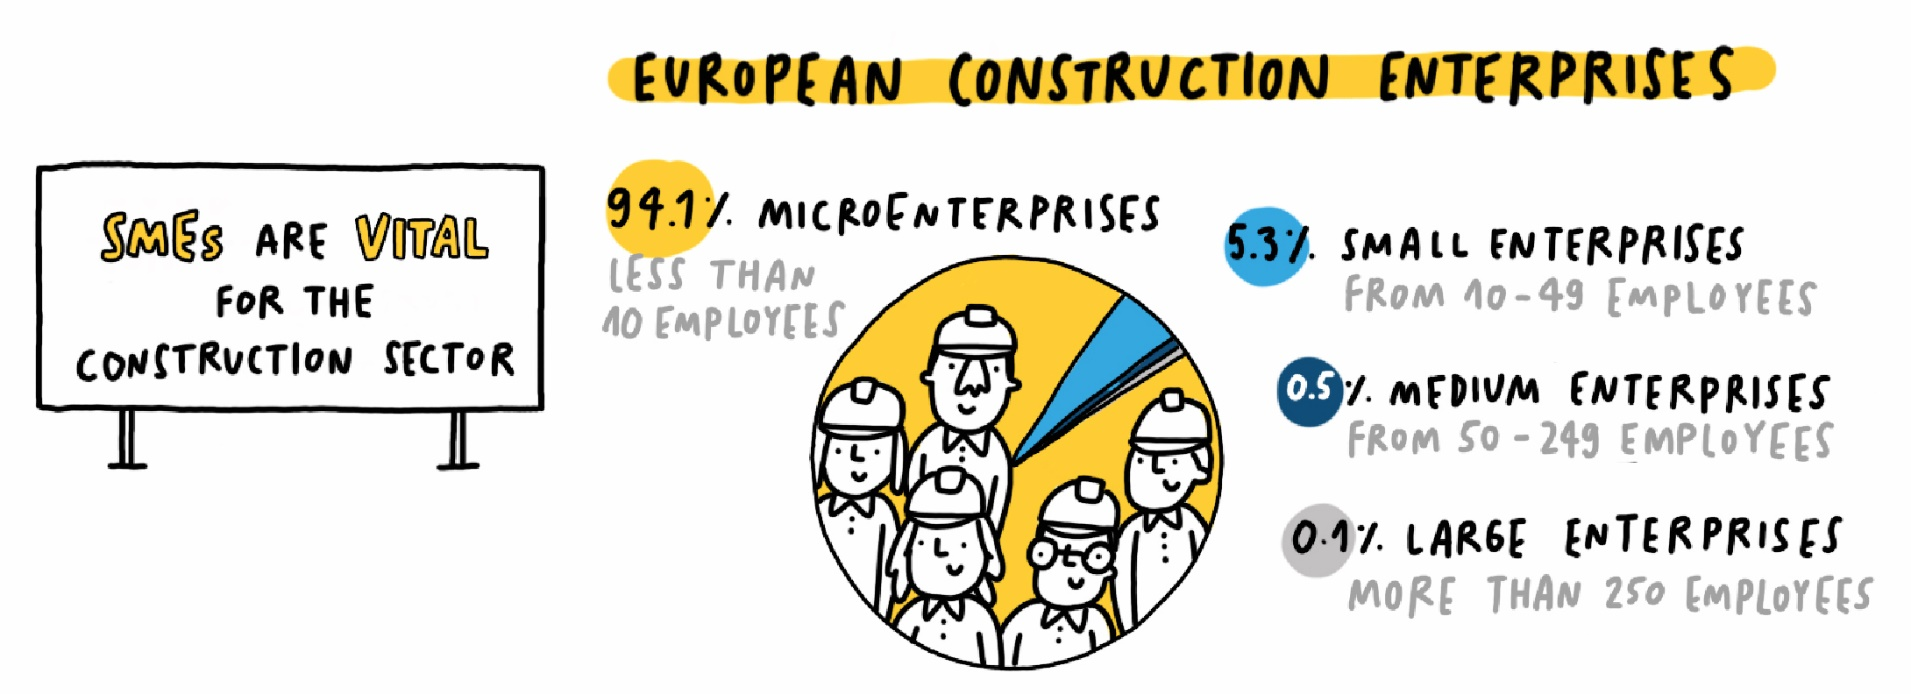 EUROPEAN CONSTRUCTION ENTERPRISES
SMEs ARE VITAL
FOR THE
CONSTRUCTION SECTOR
94.1% MICROENTERPRISES
LESS THAN
10 EMPLOYEES
5.3% SMALL ENTERPRISES
FROM 10-49 EMPLOYEES
0.5% MEDIUM ENTERPRISES
FROM 50-249 EMPLOYEES
0.1% LARGE ENTERPRISES
MORE THAN 250 EMPLOYEES